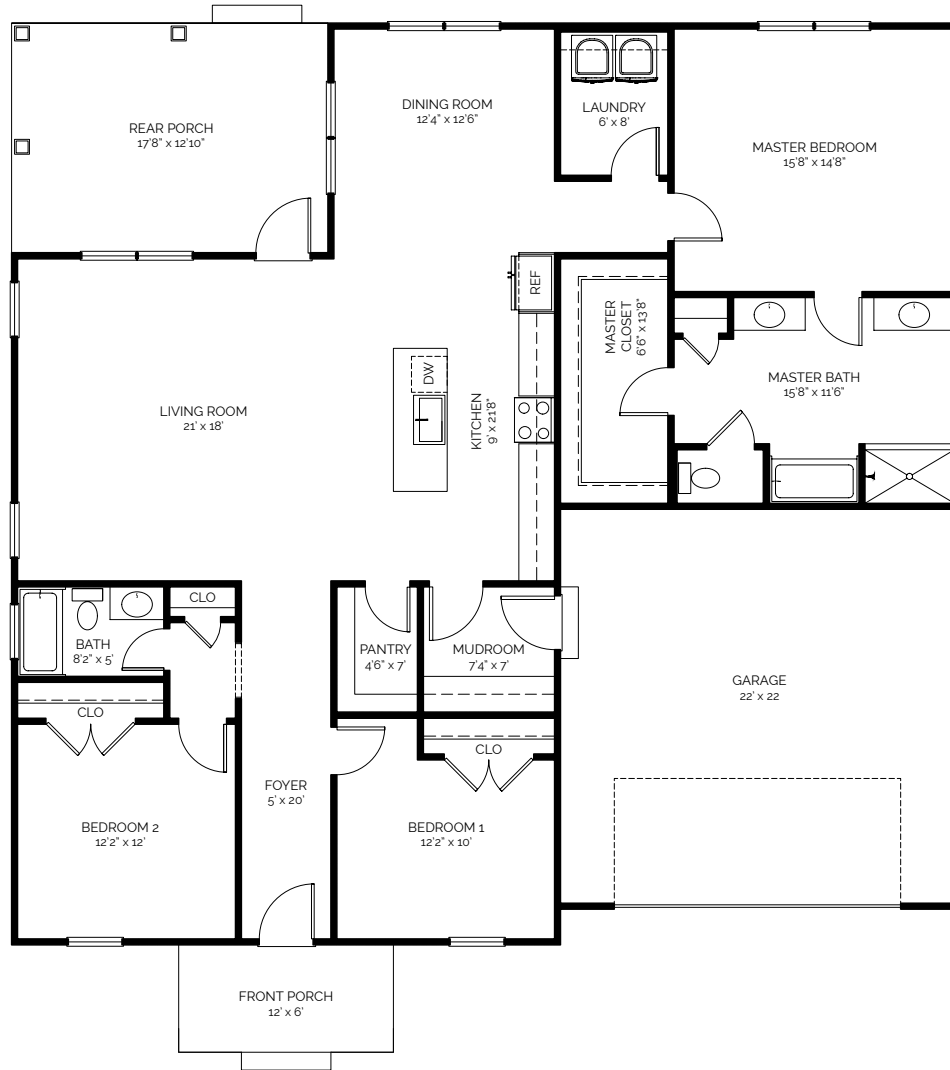 DINING ROOM
12'4" x 12'6"
LAUNDRY
6' x 8'
REAR PORCH
17'8" x 12'10"
MASTER BEDROOM
15'8" x 14'8"
REF
MASTER
CLOSET
6'6" x 13'8"
DW
MASTER BATH
15'8" x 11'6"
LIVING ROOM
21' x 18'
KITCHEN
9' x 21'8"
CLO
BATH
8'2" x 5'
PANTRY
4'6" x 7'
MUDROOM
7'4" x 7'
GARAGE
22' x 22
CLO
CLO
FOYER
5' x 20'
BEDROOM 2
12'2" x 12'
BEDROOM 1
12'2" x 10'
FRONT PORCH
12' x 6'